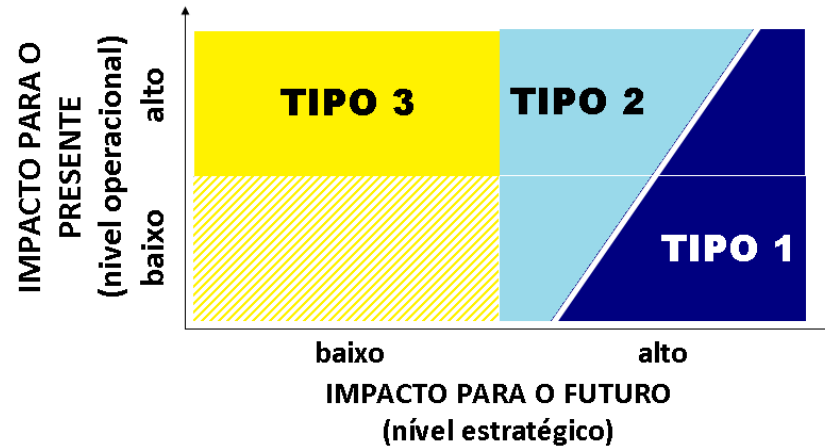 IMPACTO PARA O
PRESENTE
(nivel operacional)
alto
baixo
TIPO 3
TIPO 2
TIPO 1
baixo
alto
IMPACTO PARA O FUTURO
(nível estratégico)